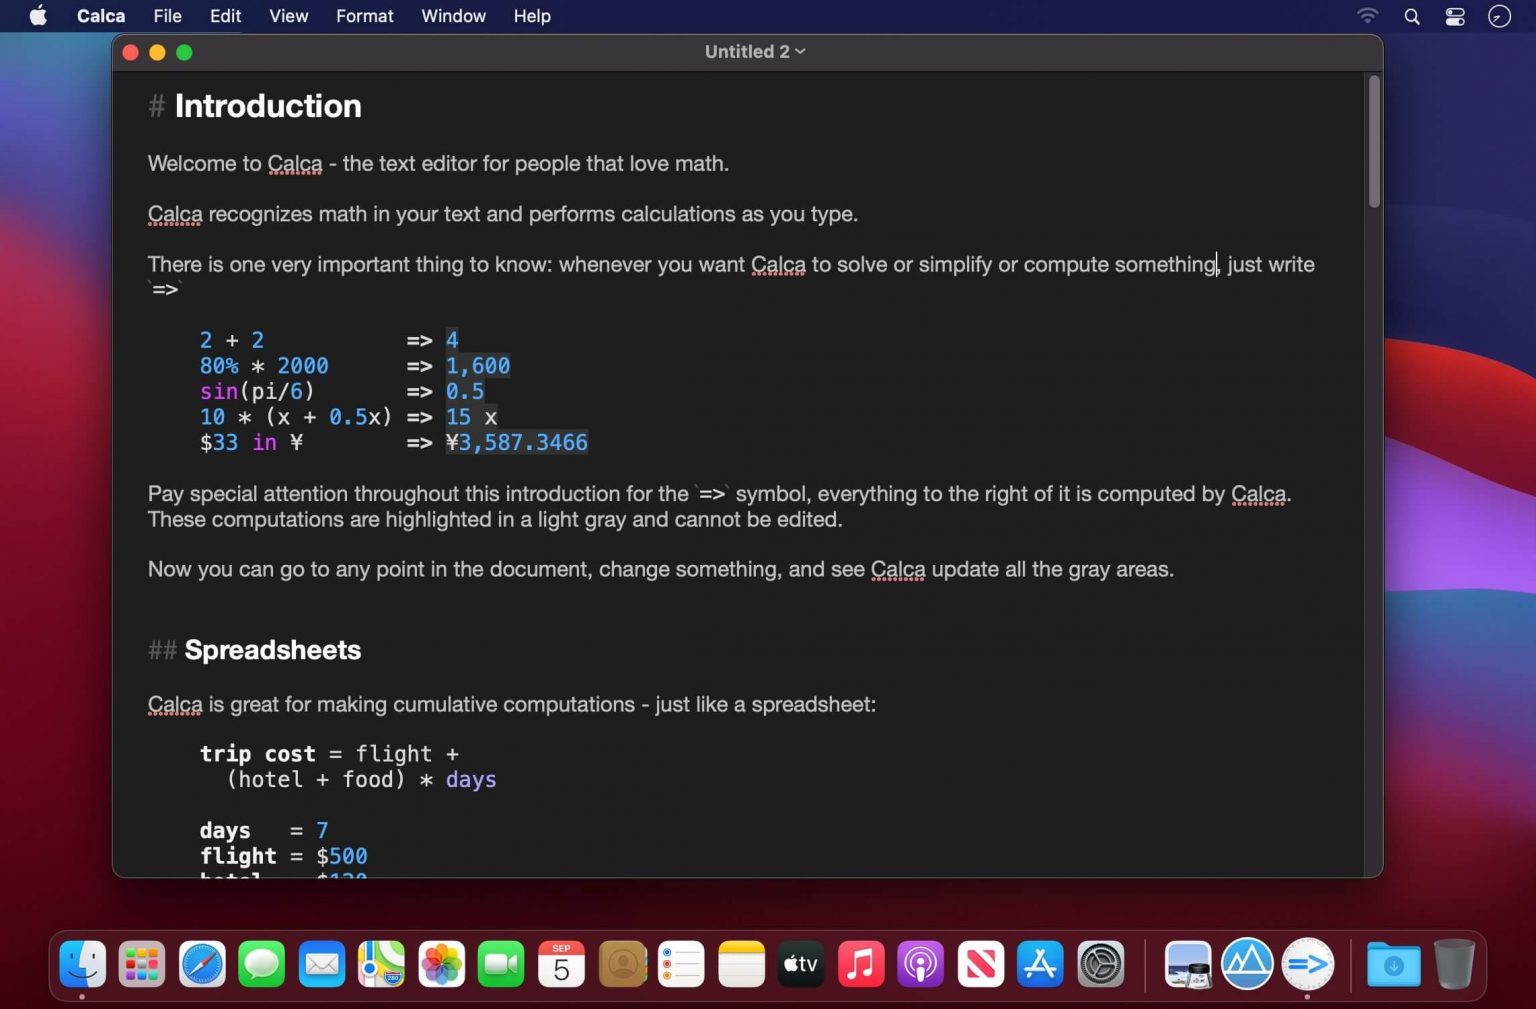 Calca File Edit View Format Window Help
Untitled 2
# Introduction
Welcome to Calca - the text editor for people that love math.
Calca recognizes math in your text and performs calculations as you type.
There is one very important thing to know: whenever you want Calca to solve or simplify or compute something, just write
`=>`
2 + 2 => 4
80% * 2000 => 1,600
sin(pi/6) => 0.5
10 * (x + 0.5x) => 15 x
$33 in ¥ => ¥3,587.3466
Pay special attention throughout this introduction for the `=>` symbol, everything to the right of it is computed by Calca.
These computations are highlighted in a light gray and cannot be edited.
Now you can go to any point in the document, change something, and see Calca update all the gray areas.
## Spreadsheets
Calca is great for making cumulative computations - just like a spreadsheet:
trip cost = flight +
(hotel + food) * days
days = 7
flight = $500
SEP
5
280
tv
=>